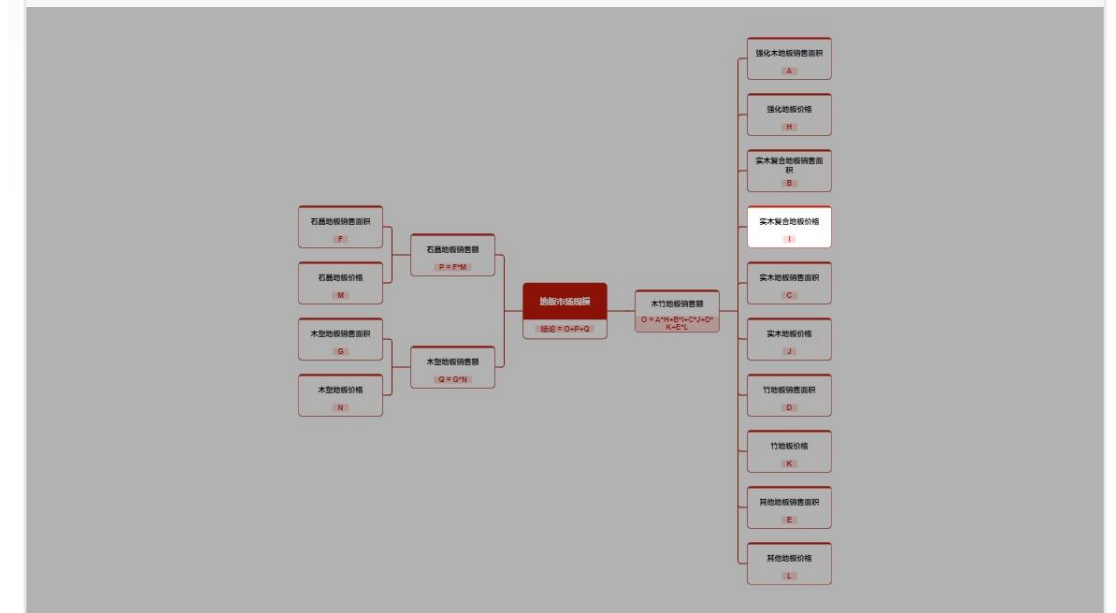 强化木地板销售面积
A
强化地板价格
H
实木复合地板销售面
积
B
实木复合地板价格
I
实木地板销售面积
C
实木地板价格
J
竹地板销售面积
D
竹地板价格
K
其他地板销售面积
E
其他地板价格
L
木竹地板销售额
O = A*H+B*I+C*J+D*
K+E*L
地板市场规模
结论 = O+P+Q
石晶地板销售额
P = F*M
木塑地板销售额
Q = G*N
石晶地板销售面积
F
石晶地板价格
M
木塑地板销售面积
G
木塑地板价格
N